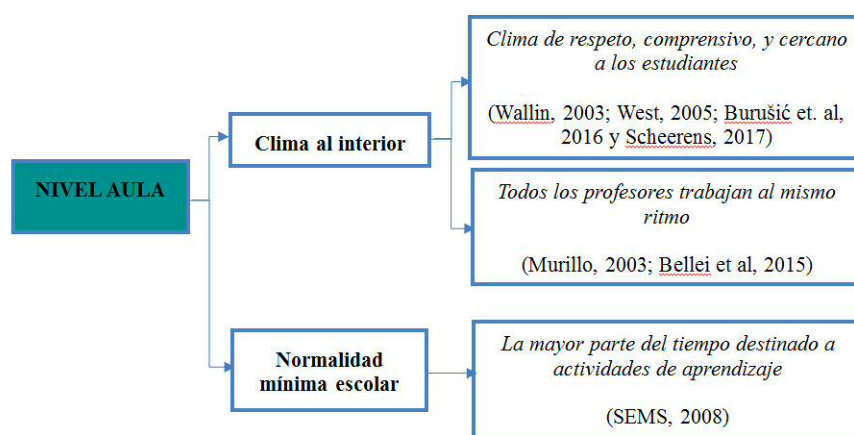 NIVEL AULA
Clima al interior
Clima de respeto, comprensivo, y cercano
a los estudiantes
(Wallin, 2003; West, 2005; Burušić et. al,
2016 y Scheerens, 2017)
Todos los profesores trabajan al mismo
ritmo
(Murillo, 2003; Bellei et al, 2015)
Normalidad
mínima escolar
La mayor parte del tiempo destinado a
actividades de aprendizaje
(SEMS, 2008)